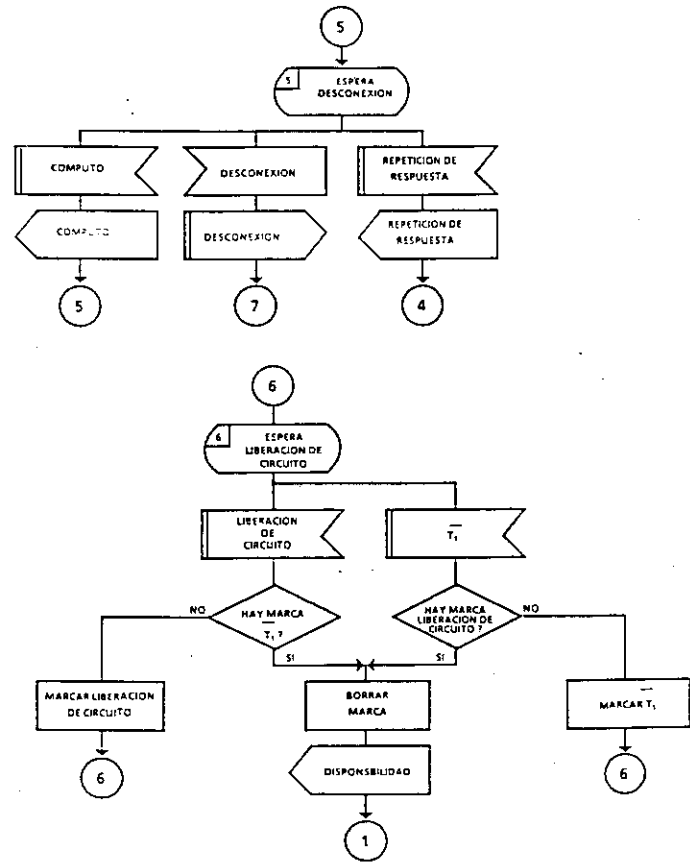 5
5
ESPERA
DESCONEXION
COMPUTO
DESCONEXION
REPETICION DE
RESPUESTA
COMPUTO
DESCONEXION
REPETICION DE
RESPUESTA
5
7
4
6
6
ESPERA
LIBERACION DE
CIRCUITO
LIBERACION
DE
CIRCUITO
T₁
NO
HAY MARCA
T₁ ?
HAY MARCA
LIBERACION DE
CIRCUITO ?
NO
SI
SI
MARCAR LIBERACION
DE CIRCUITO
BORRAR
MARCA
MARCAR T₁
6
DISPONSBILIDAD
6
1